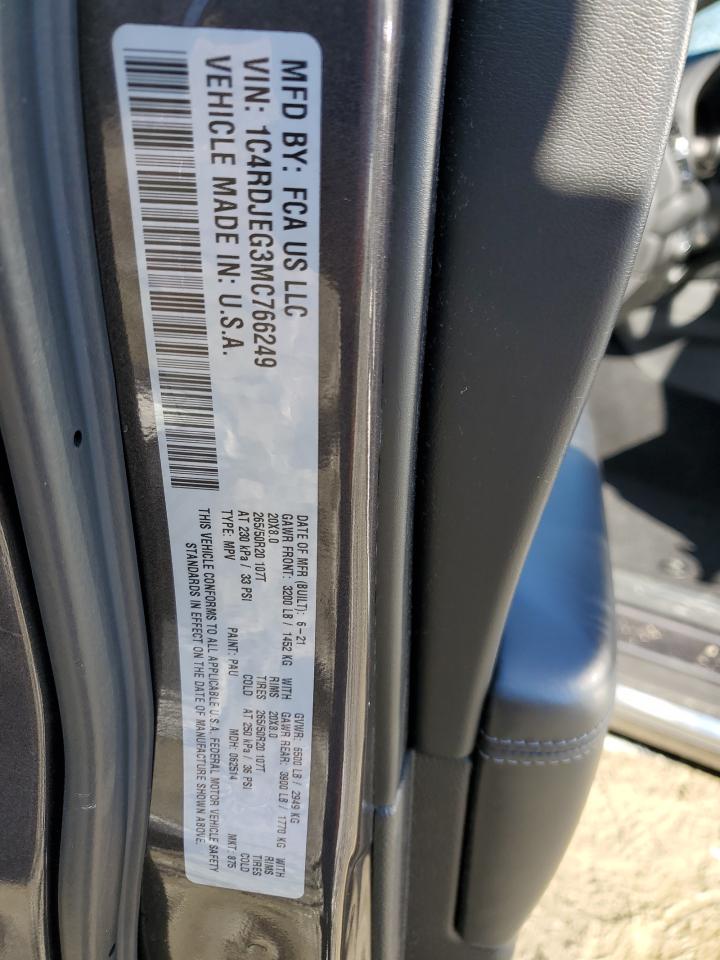 MFD BY: FCA US LLC
VIN: 1C4RDJEG3MC766249
VEHICLE MADE IN: U.S.A.
DATE OF MFR (BUILT): 6-21 GVWR: 6500 LB / 2949 KG
GAWR FRONT: 3200 LB / 1452 KG WITH GAWR REAR: 3900 LB / 1770 KG WITH
20X8.0 RIMS 20X8.0 RIMS
265/50R20 107T TIRES 265/50R20 107T TIRES
AT 230 kPa / 33 PSI COLD AT 250 kPa / 36 PSI COLD
TYPE: MPV PAINT: PAU MDH: 062514 MKT: 875
THIS VEHICLE CONFORMS TO ALL APPLICABLE U.S.A. FEDERAL MOTOR VEHICLE SAFETY
STANDARDS IN EFFECT ON THE DATE OF MANUFACTURE SHOWN ABOVE.